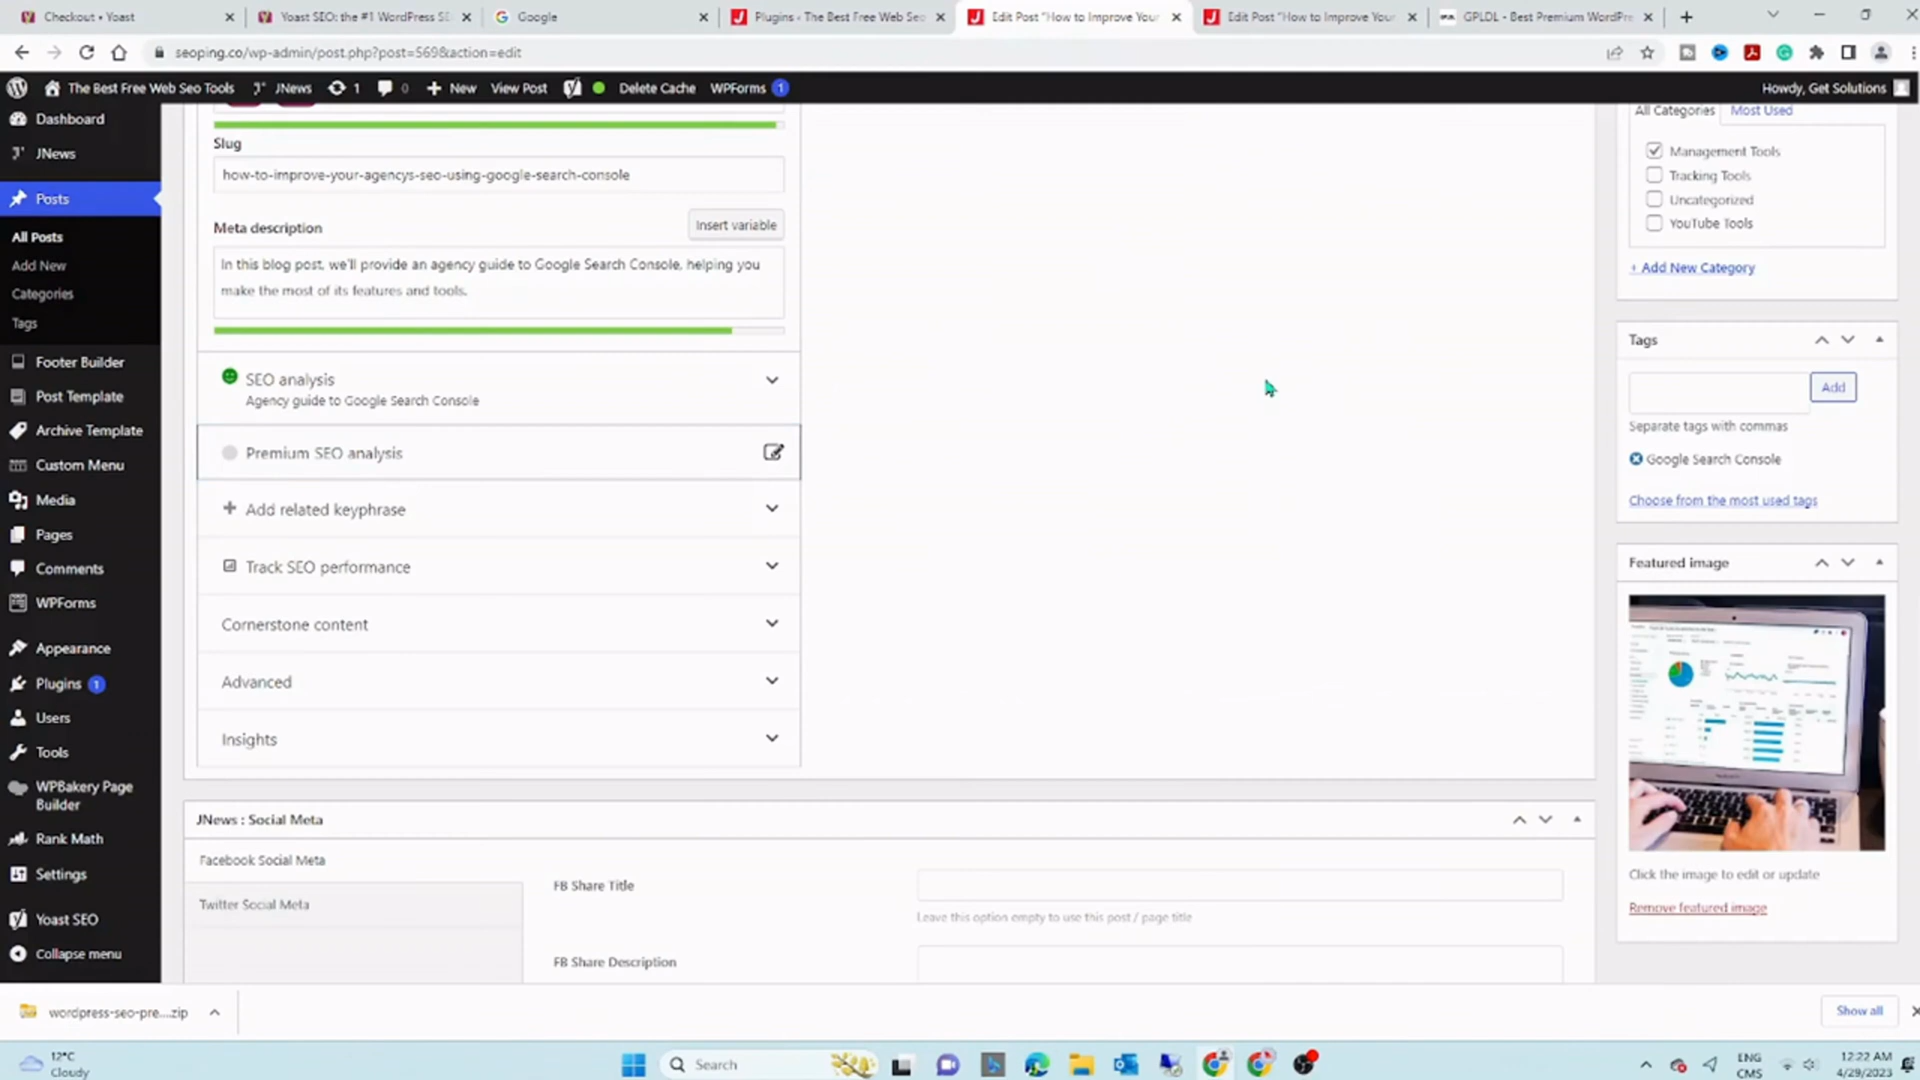 Checkout • Yoast
Yoast SEO: the #1 WordPress SE
Google
Plugins ‹ The Best Free Web Seo
Edit Post "How to Improve Your
Edit Post "How to Improve Your
GPLDL - Best Premium WordPre
seoping.co/wp-admin/post.php?post=569&action=edit
The Best Free Web Seo Tools
JNews
1
0
New
View Post
Delete Cache
WPForms 1
Howdy, Get Solutions
Dashboard
JNews
Posts
All Posts
Add New
Categories
Tags
Footer Builder
Post Template
Archive Template
Custom Menu
Media
Pages
Comments
WPForms
Appearance
Plugins 1
Users
Tools
WPBakery Page
Builder
Rank Math
Settings
Yoast SEO
Collapse menu
Slug
how-to-improve-your-agencys-seo-using-google-search-console
Meta description
Insert variable
In this blog post, we'll provide an agency guide to Google Search Console, helping you
make the most of its features and tools.
SEO analysis
Agency guide to Google Search Console
Premium SEO analysis
Add related keyphrase
Track SEO performance
Cornerstone content
Advanced
Insights
JNews : Social Meta
Facebook Social Meta
Twitter Social Meta
FB Share Title
Leave this option empty to use this post / page title
FB Share Description
All Categories
Most Used
Management Tools
Tracking Tools
Uncategorized
YouTube Tools
+ Add New Category
Tags
Add
Separate tags with commas
Google Search Console
Choose from the most used tags
Featured image
Click the image to edit or update
Remove featured image
wordpress-seo-pre....zip
Show all
12°C
Cloudy
Search
ENG
CMS
12:22 AM
4/29/2023